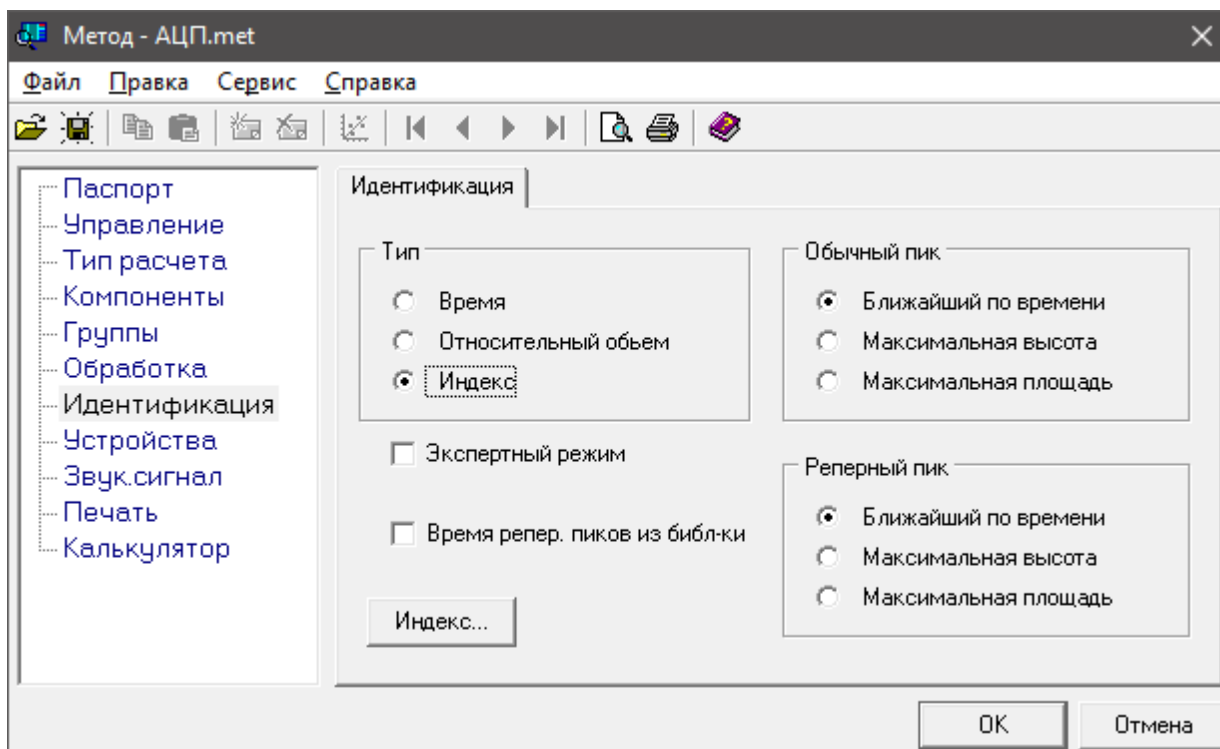 Метод - АЦП.met
Файл Правка Сервис Справка
Паспорт
Управление
Тип расчета
Компоненты
Группы
Обработка
Идентификация
Устройства
Звук.сигнал
Печать
Калькулятор
Идентификация
Тип
Время
Относительный обьем
Индекс
Экспертный режим
Время репер. пиков из библ-ки
Индекс...
Обычный пик
Ближайший по времени
Максимальная высота
Максимальная площадь
Реперный пик
Ближайший по времени
Максимальная высота
Максимальная площадь
OK Отмена